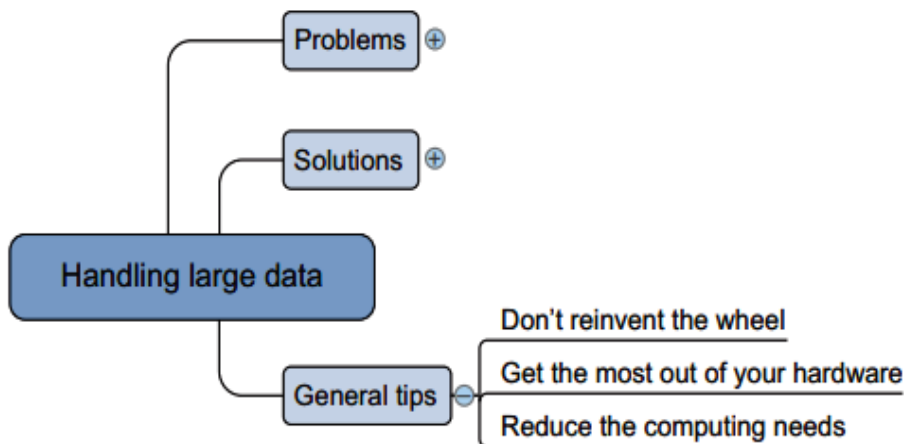 Problems
Solutions
Handling large data
Don't reinvent the wheel
Get the most out of your hardware
General tips
Reduce the computing needs